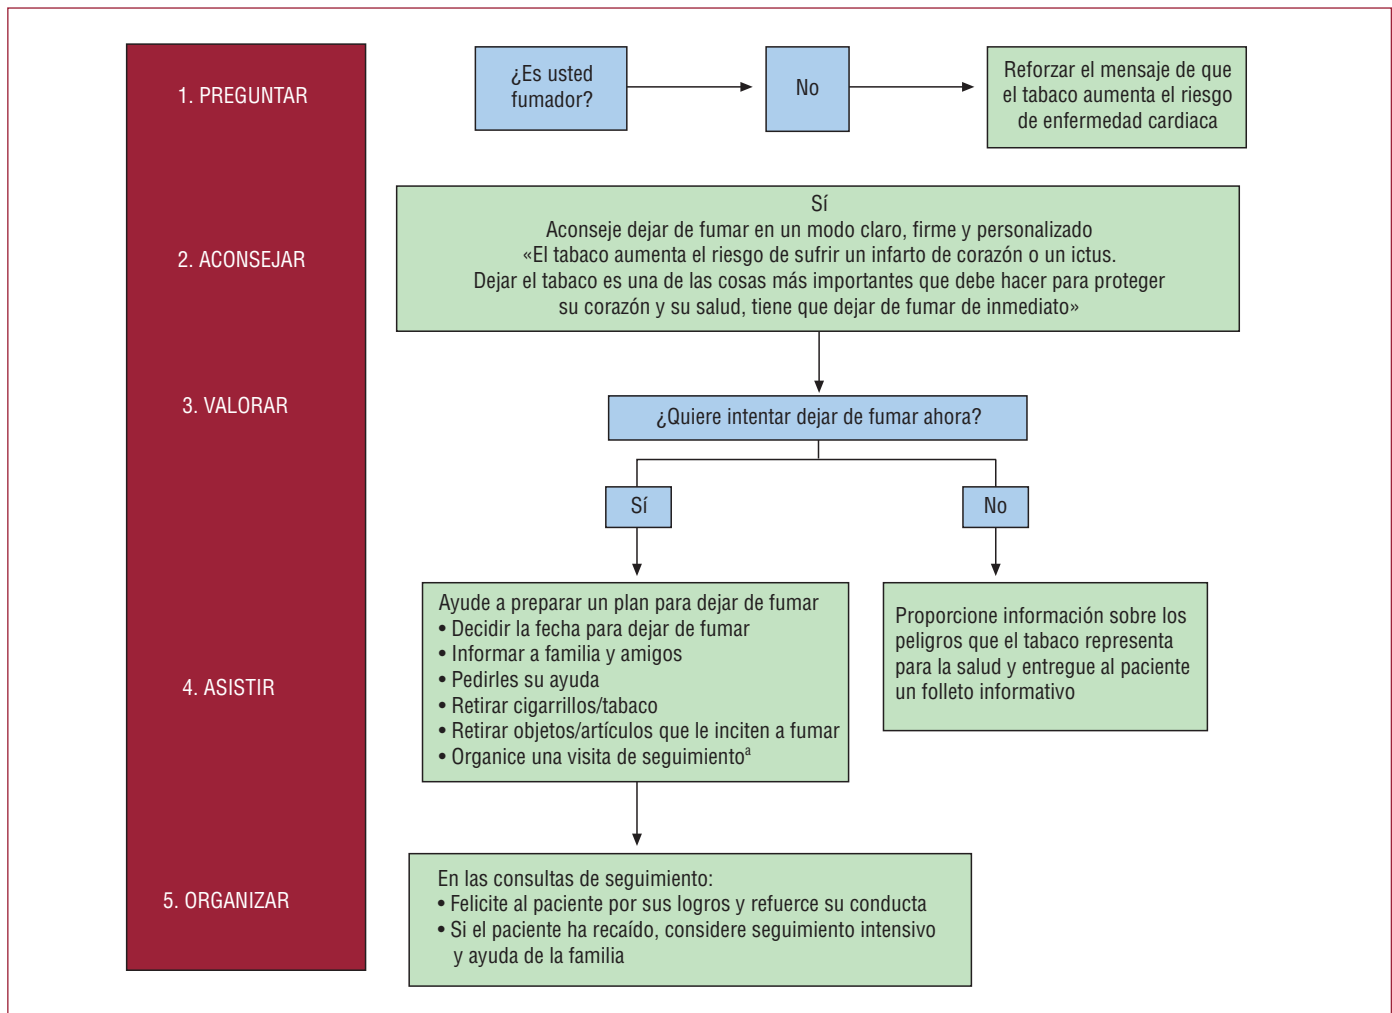 1. PREGUNTAR
¿Es usted
fumador?
No
Reforzar el mensaje de que
el tabaco aumenta el riesgo
de enfermedad cardiaca
2. ACONSEJAR
Sí
Aconseje dejar de fumar en un modo claro, firme y personalizado
«El tabaco aumenta el riesgo de sufrir un infarto de corazón o un ictus.
Dejar el tabaco es una de las cosas más importantes que debe hacer para proteger
su corazón y su salud, tiene que dejar de fumar de inmediato»
3. VALORAR
¿Quiere intentar dejar de fumar ahora?
Sí
No
4. ASISTIR
Ayude a preparar un plan para dejar de fumar
• Decidir la fecha para dejar de fumar
• Informar a familia y amigos
• Pedirles su ayuda
• Retirar cigarrillos/tabaco
• Retirar objetos/artículos que le inciten a fumar
• Organice una visita de seguimientoª
Proporcione información sobre los
peligros que el tabaco representa
para la salud y entregue al paciente
un folleto informativo
5. ORGANIZAR
En las consultas de seguimiento:
• Felicite al paciente por sus logros y refuerce su conducta
• Si el paciente ha recaído, considere seguimiento intensivo
y ayuda de la familia